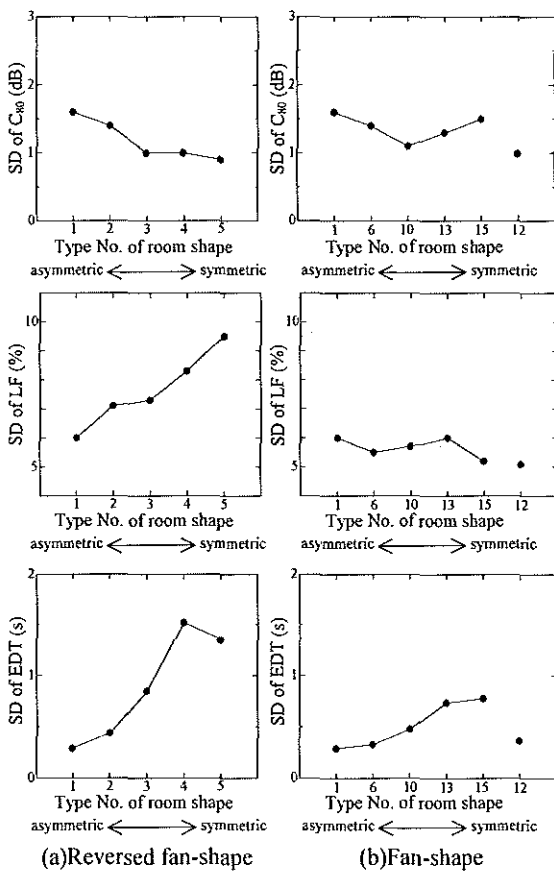 3
2
1
0
SD of C80 (dB)
1 2 3 4 5
Type No. of room shape
asymmetric symmetric
3
2
1
0
SD of C80 (dB)
1 6 10 13 15 12
Type No. of room shape
asymmetric symmetric
10
5
SD of LF (%)
1 2 3 4 5
Type No. of room shape
asymmetric symmetric
10
5
SD of LF (%)
1 6 10 13 15 12
Type No. of room shape
asymmetric symmetric
2
1
0
SD of EDT (s)
1 2 3 4 5
Type No. of room shape
asymmetric symmetric
(a)Reversed fan-shape
2
1
0
SD of EDT (s)
1 6 10 13 15 12
Type No. of room shape
asymmetric symmetric
(b)Fan-shape